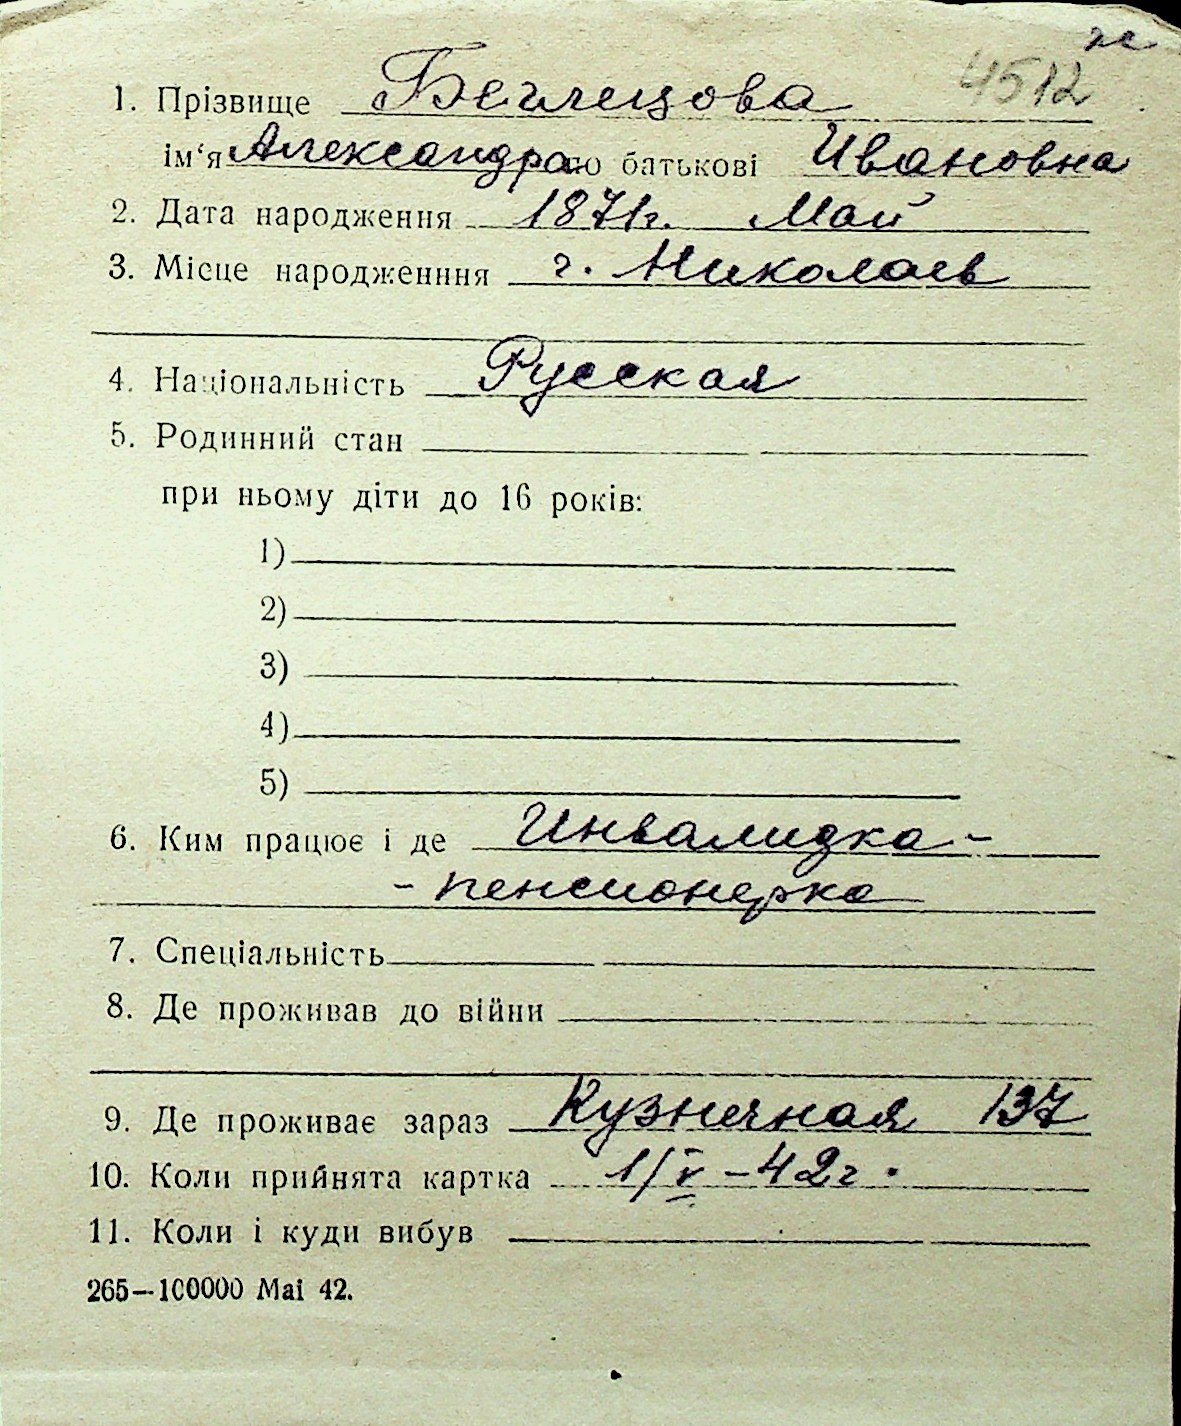 ж
4512
1. Прізвище Беглецова
ім‘я Александра по батькові Ивановна
2. Дата народження 1871г. Май
3. Місце народженння г. Николаев
4. Національність Русская
5. Родинний стан
при ньому діти до 16 років:
1)
2)
3)
4)
5)
6. Ким працює і де Инвалидка -
- пенсионерка
7. Спеціальність
8. Де проживав до війни
9. Де проживає зараз Кузнечная 137
10. Коли прийнята картка 1/V – 42г.
11. Коли і куди вибув
265—100000 Mai 42.